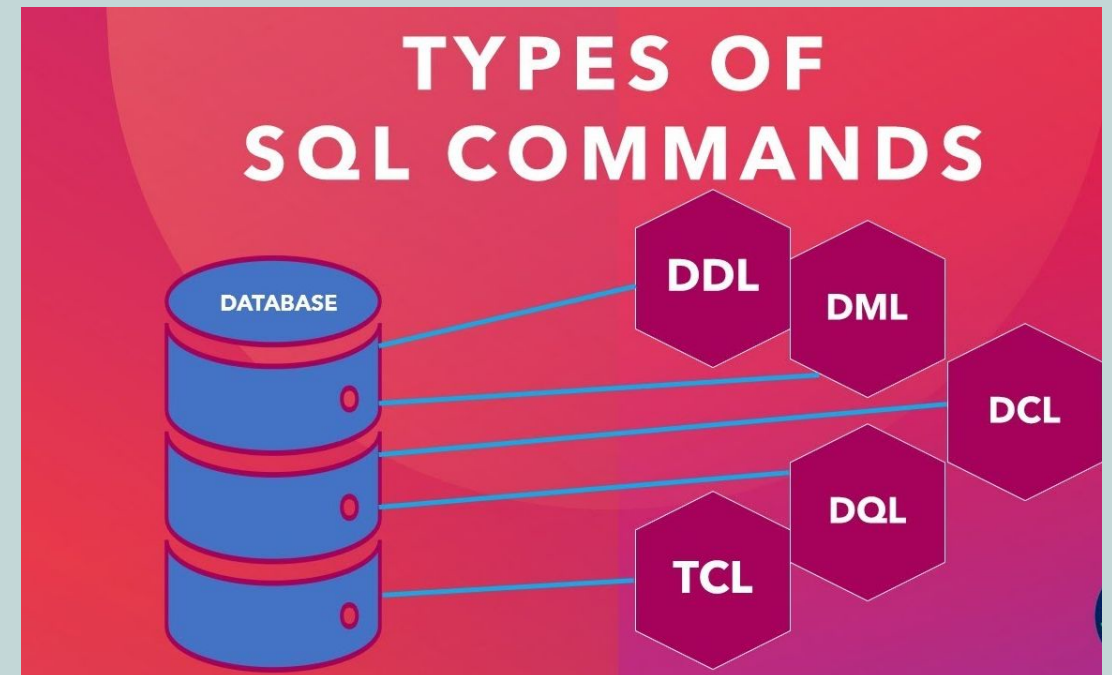 TYPES OF
SQL COMMANDS
DATABASE
DDL
DML
DCL
DQL
TCL